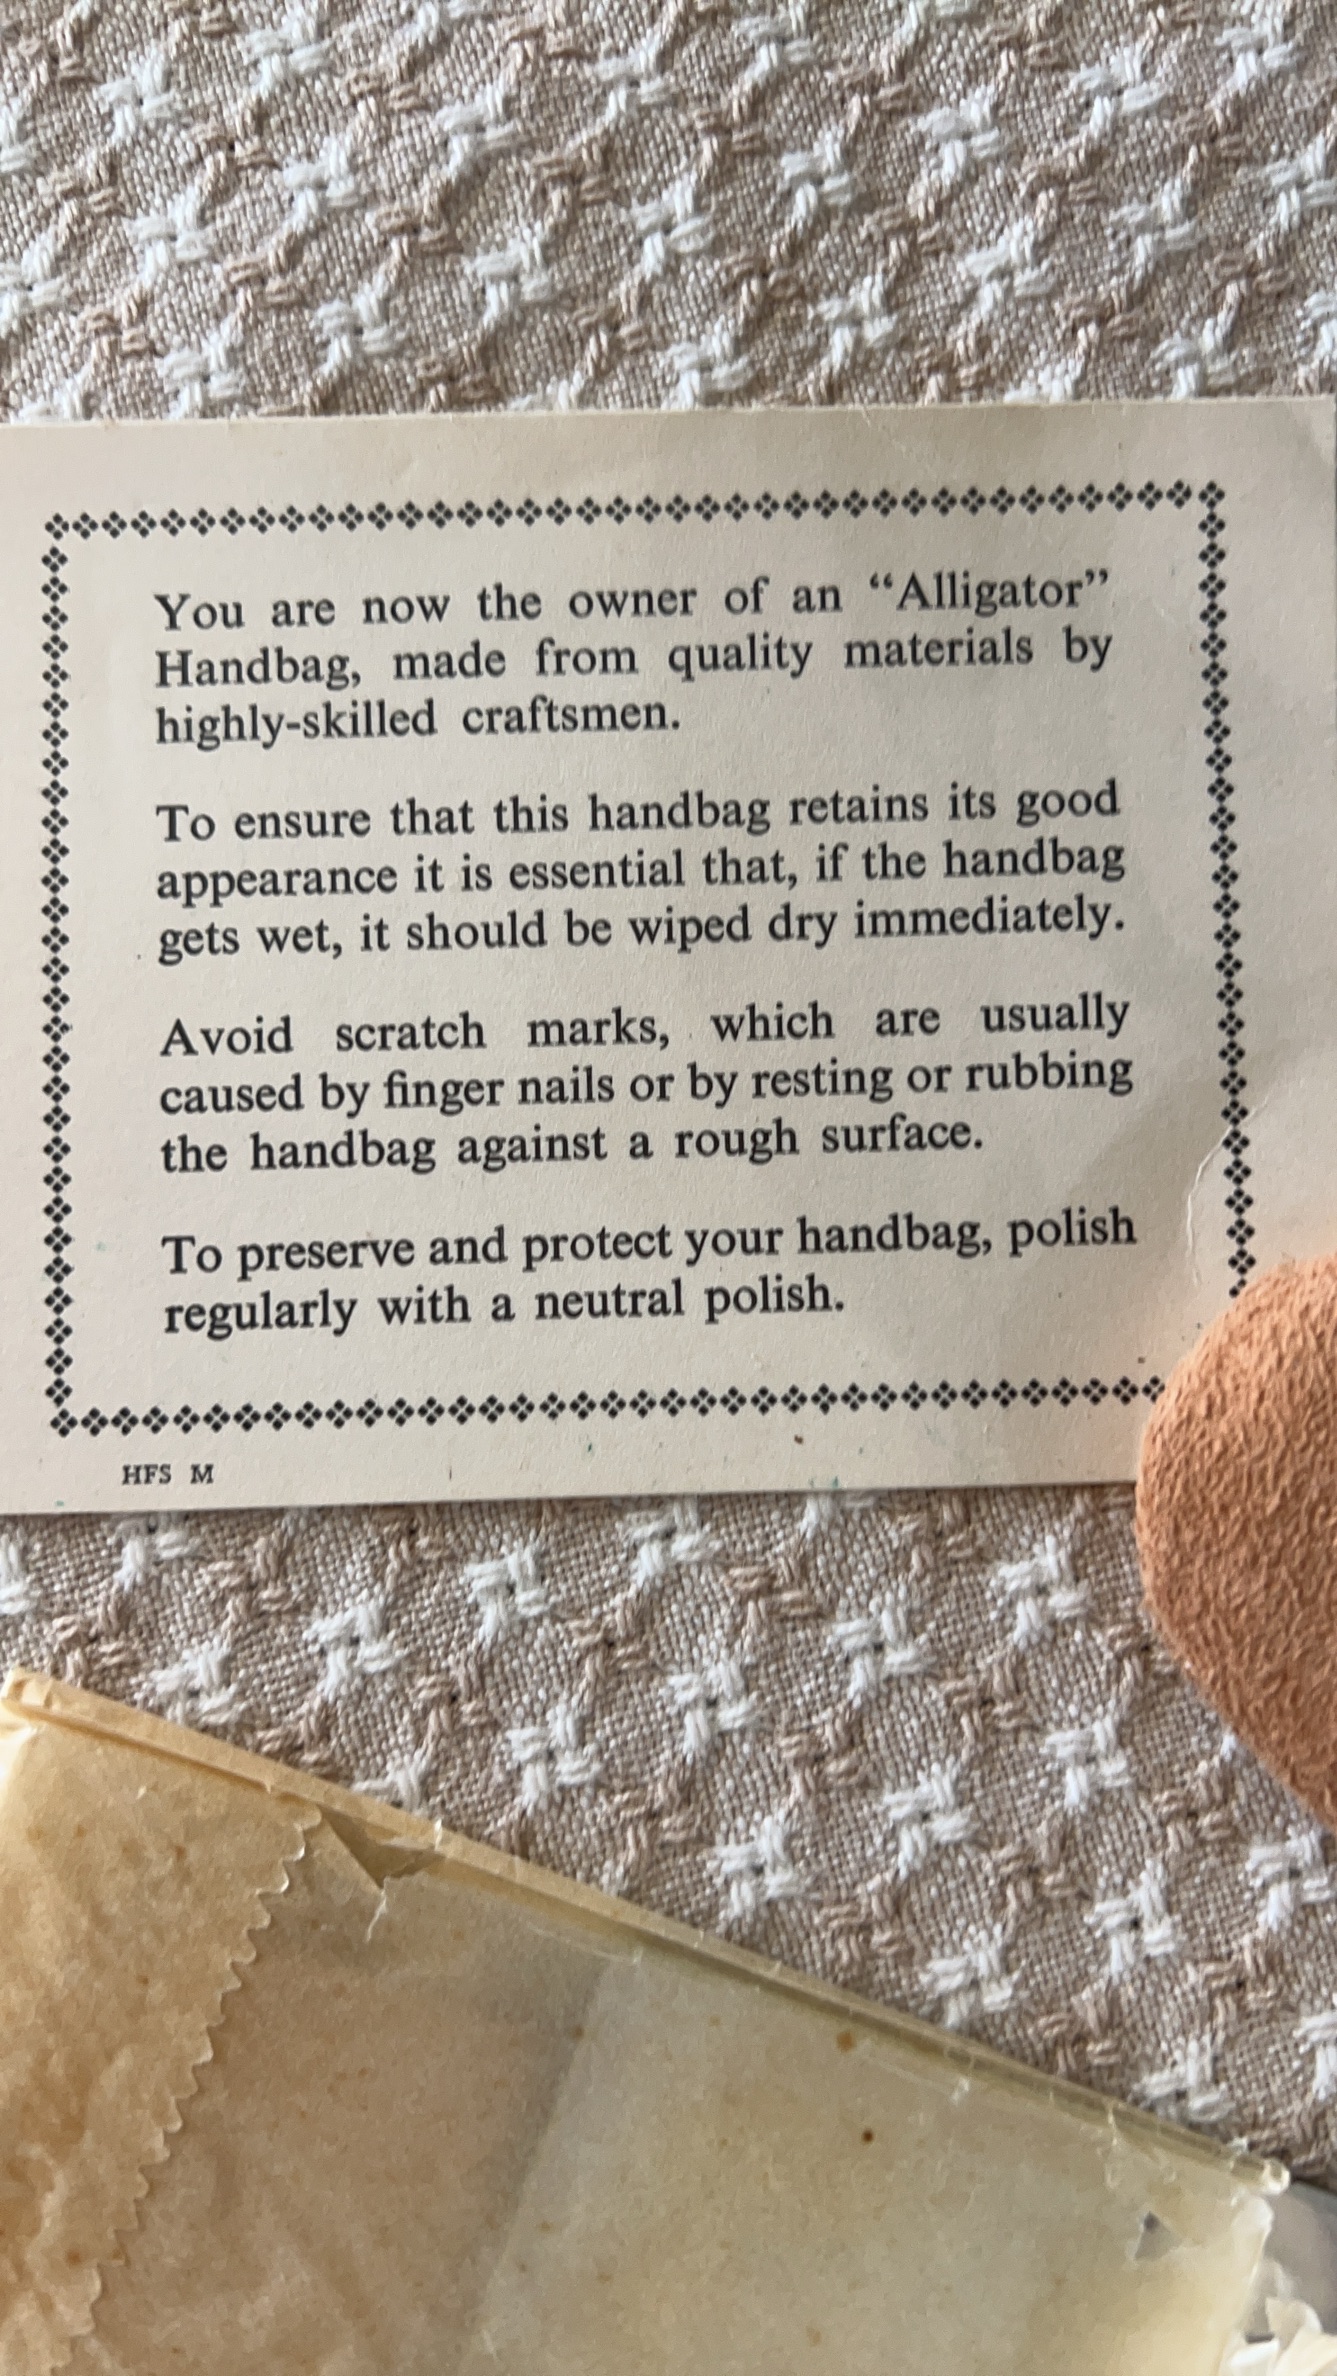 You are now the owner of an “Alligator”
Handbag, made from quality materials by
highly-skilled craftsmen.
To ensure that this handbag retains its good
appearance it is essential that, if the handbag
gets wet, it should be wiped dry immediately.
Avoid scratch marks, which are usually
caused by finger nails or by resting or rubbing
the handbag against a rough surface.
To preserve and protect your handbag, polish
regularly with a neutral polish.
HFS M